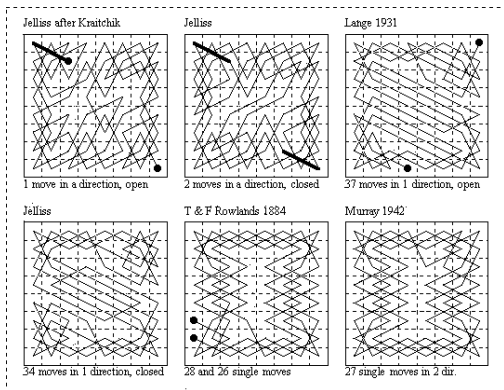 Jelliss after Kraitchik
Jelliss
Lange 1931
1 move in a direction, open
2 moves in a direction, closed
37 moves in 1 direction, open
Jelliss
T & F Rowlands 1884
Murray 1942
34 moves in 1 direction, closed
28 and 26 single moves
27 single moves in 2 dir.